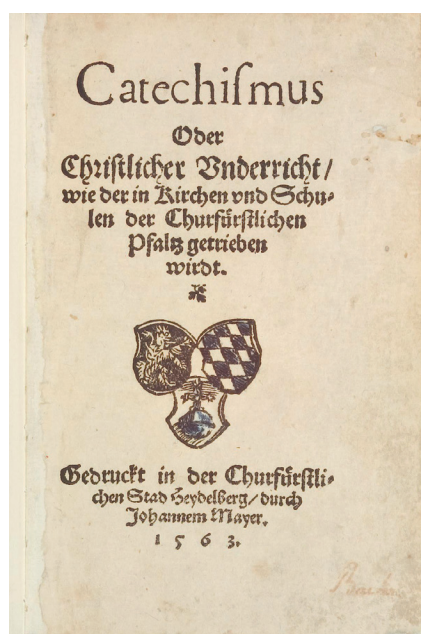 Catechiſmus
Oder
Chriſtlicher Vnderricht/
wie der in Kirchen vnd Schu⸗
len der Churfürſtlichen
Pfaltz getrieben
wirdt.
Gedruckt in der Churfürſtli⸗
chen Stad Heydelberg/ durch
Johannem Mayer.
1563.